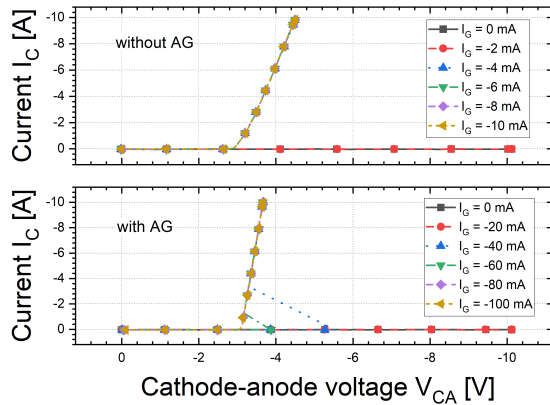 Current I_C [A]
-10
-8
-6
-4
-2
0
without AG
I_G = 0 mA
I_G = -2 mA
I_G = -4 mA
I_G = -6 mA
I_G = -8 mA
I_G = -10 mA
Current I_C [A]
-10
-8
-6
-4
-2
0
with AG
I_G = 0 mA
I_G = -20 mA
I_G = -40 mA
I_G = -60 mA
I_G = -80 mA
I_G = -100 mA
0 -2 -4 -6 -8 -10
Cathode-anode voltage V_CA [V]